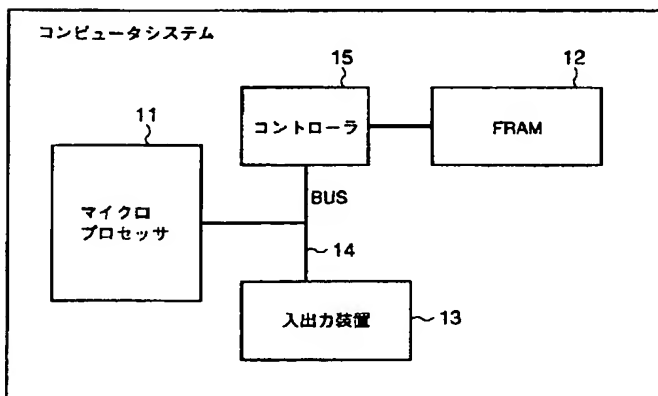 コンピュータシステム
15
12
11
コントローラ
FRAM
マイクロ
プロセッサ
BUS
14
入出力装置
13